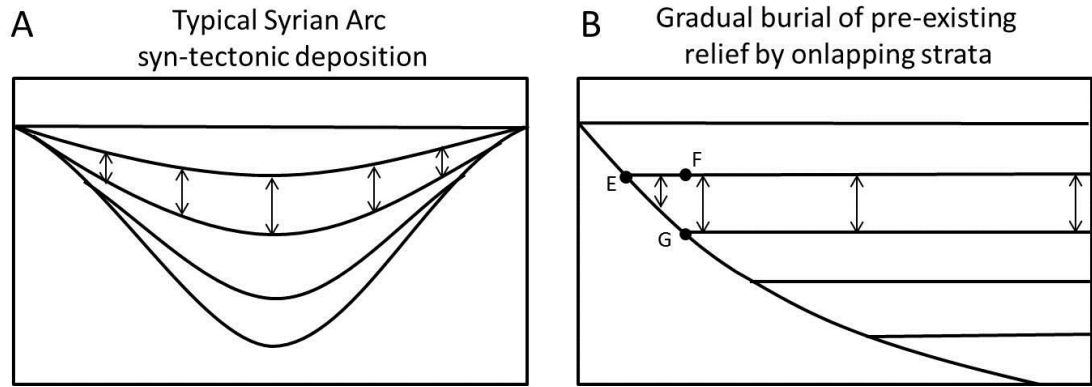 A
Typical Syrian Arc
syn-tectonic deposition
B
Gradual burial of pre-existing
relief by onlapping strata
E
F
G